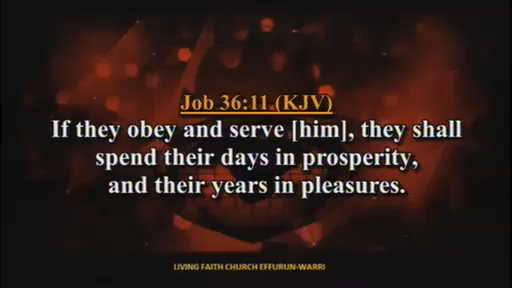 Job 36:11 (KJV)
If they obey and serve [him], they shall
spend their days in prosperity,
and their years in pleasures.
LIVING FAITH CHURCH EFFURUN-WARRI